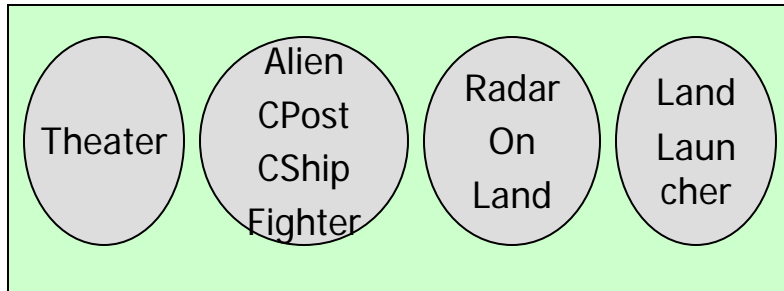 Theater
Alien
CPost
CShip
Fighter
Radar
On
Land
Land
Laun
cher